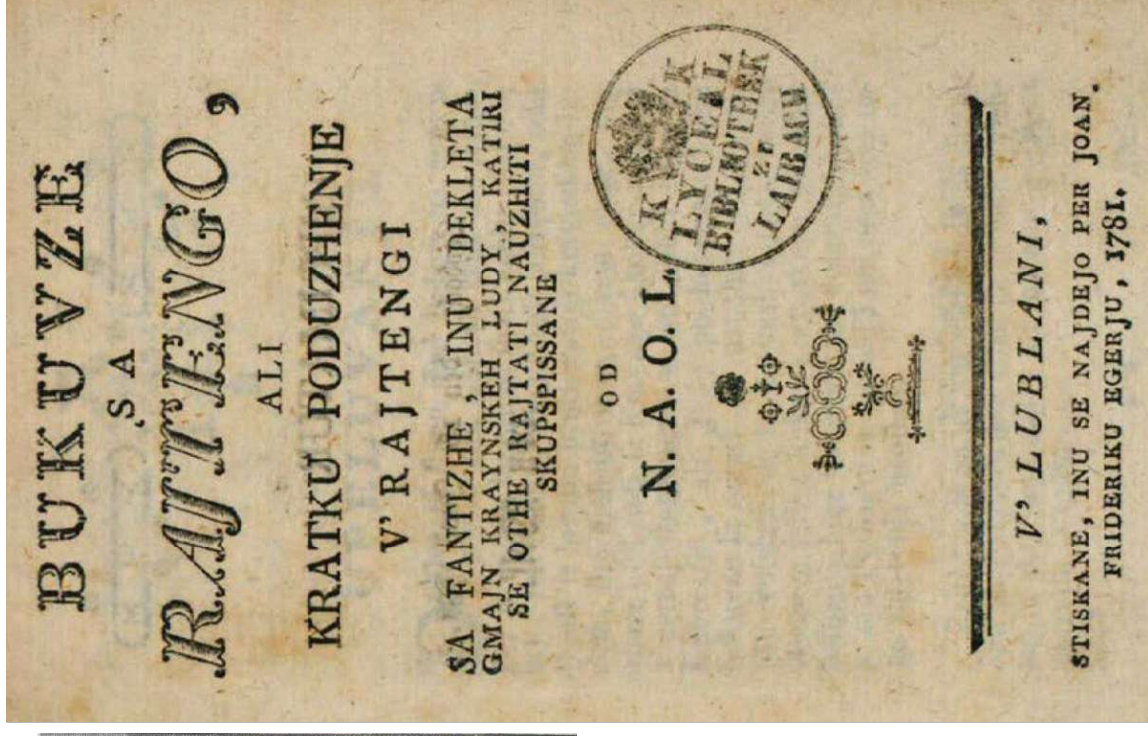 BUKUVZE
'S A
RAJTENGO,
ALI
KRATKU PODUZHENJE
V' RAJTENGI
SA FANTIZHE, INU DEKLETA
GMAJN KRAYNSKEH LUDY, KATIRI
SE OTHE RAJTATI NAUZHITI
SKUPSPISSANE
OD
N. A. O. L.
K K
LYCEAL
BIBLIOTHEK
ZU
LAIBACH
V' LUBLANI,
STISKANE, INU SE NAJDEJO PER JOAN.
FRIDERIKU EGERJU, 1781.